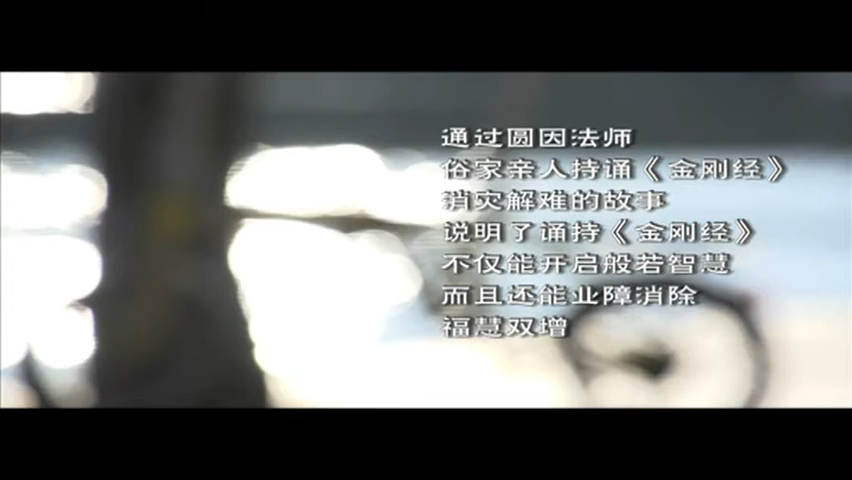 通过圆因法师
俗家亲人持诵《金刚经》
消灾解难的故事
说明了诵持《金刚经》
不仅能开启般若智慧
而且还能业障消除
福慧双增